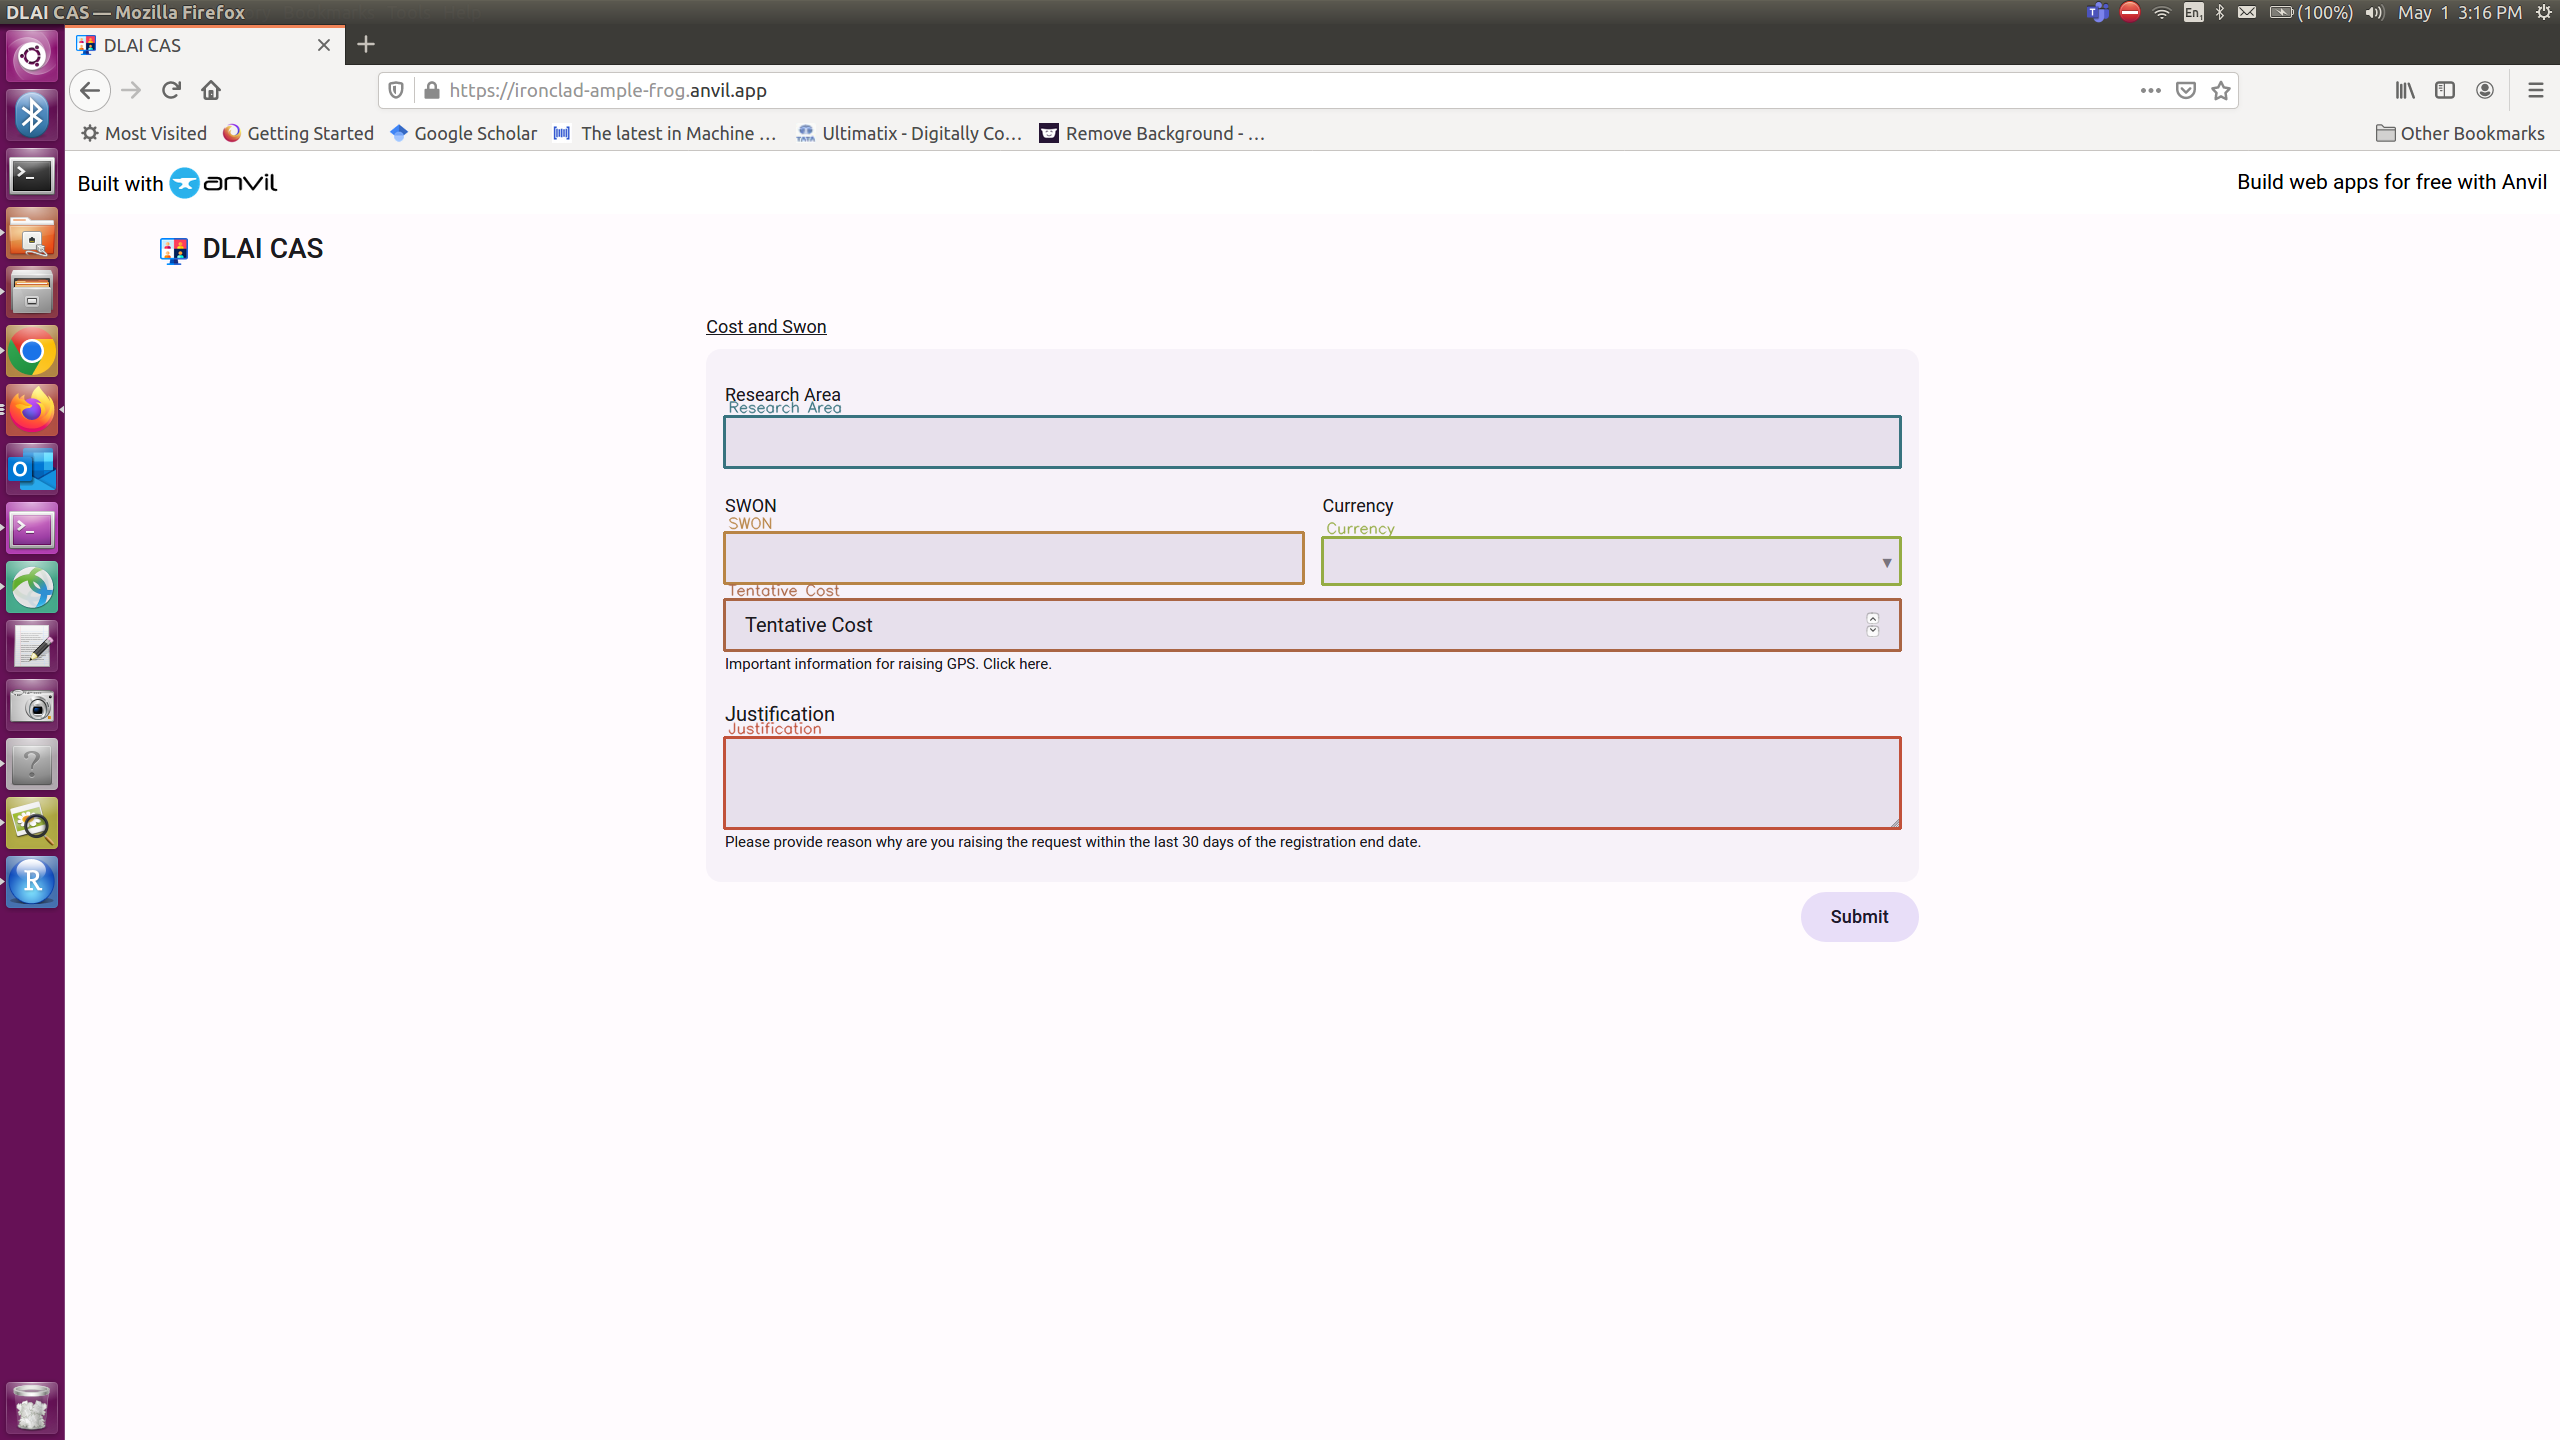 DLAI CAS — Mozilla Firefox
En1 (100%) May 1 3:16 PM
DLAI CAS
https://ironclad-ample-frog.anvil.app
Most Visited Getting Started Google Scholar The latest in Machine … Ultimatix - Digitally Co… Remove Background - … Other Bookmarks
Built with anvil Build web apps for free with Anvil
DLAI CAS
Cost and Swon
Research Area
Research Area
SWON Currency
SWON Currency
Tentative Cost
Tentative Cost
Important information for raising GPS. Click here.
Justification
Justification
Please provide reason why are you raising the request within the last 30 days of the registration end date.
Submit